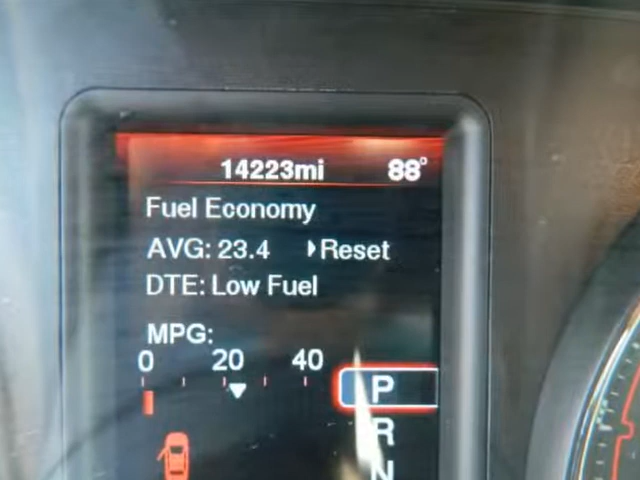 14223mi 88°
Fuel Economy
AVG: 23.4 Reset
DTE: Low Fuel
MPG:
0 20 40
P
R
N